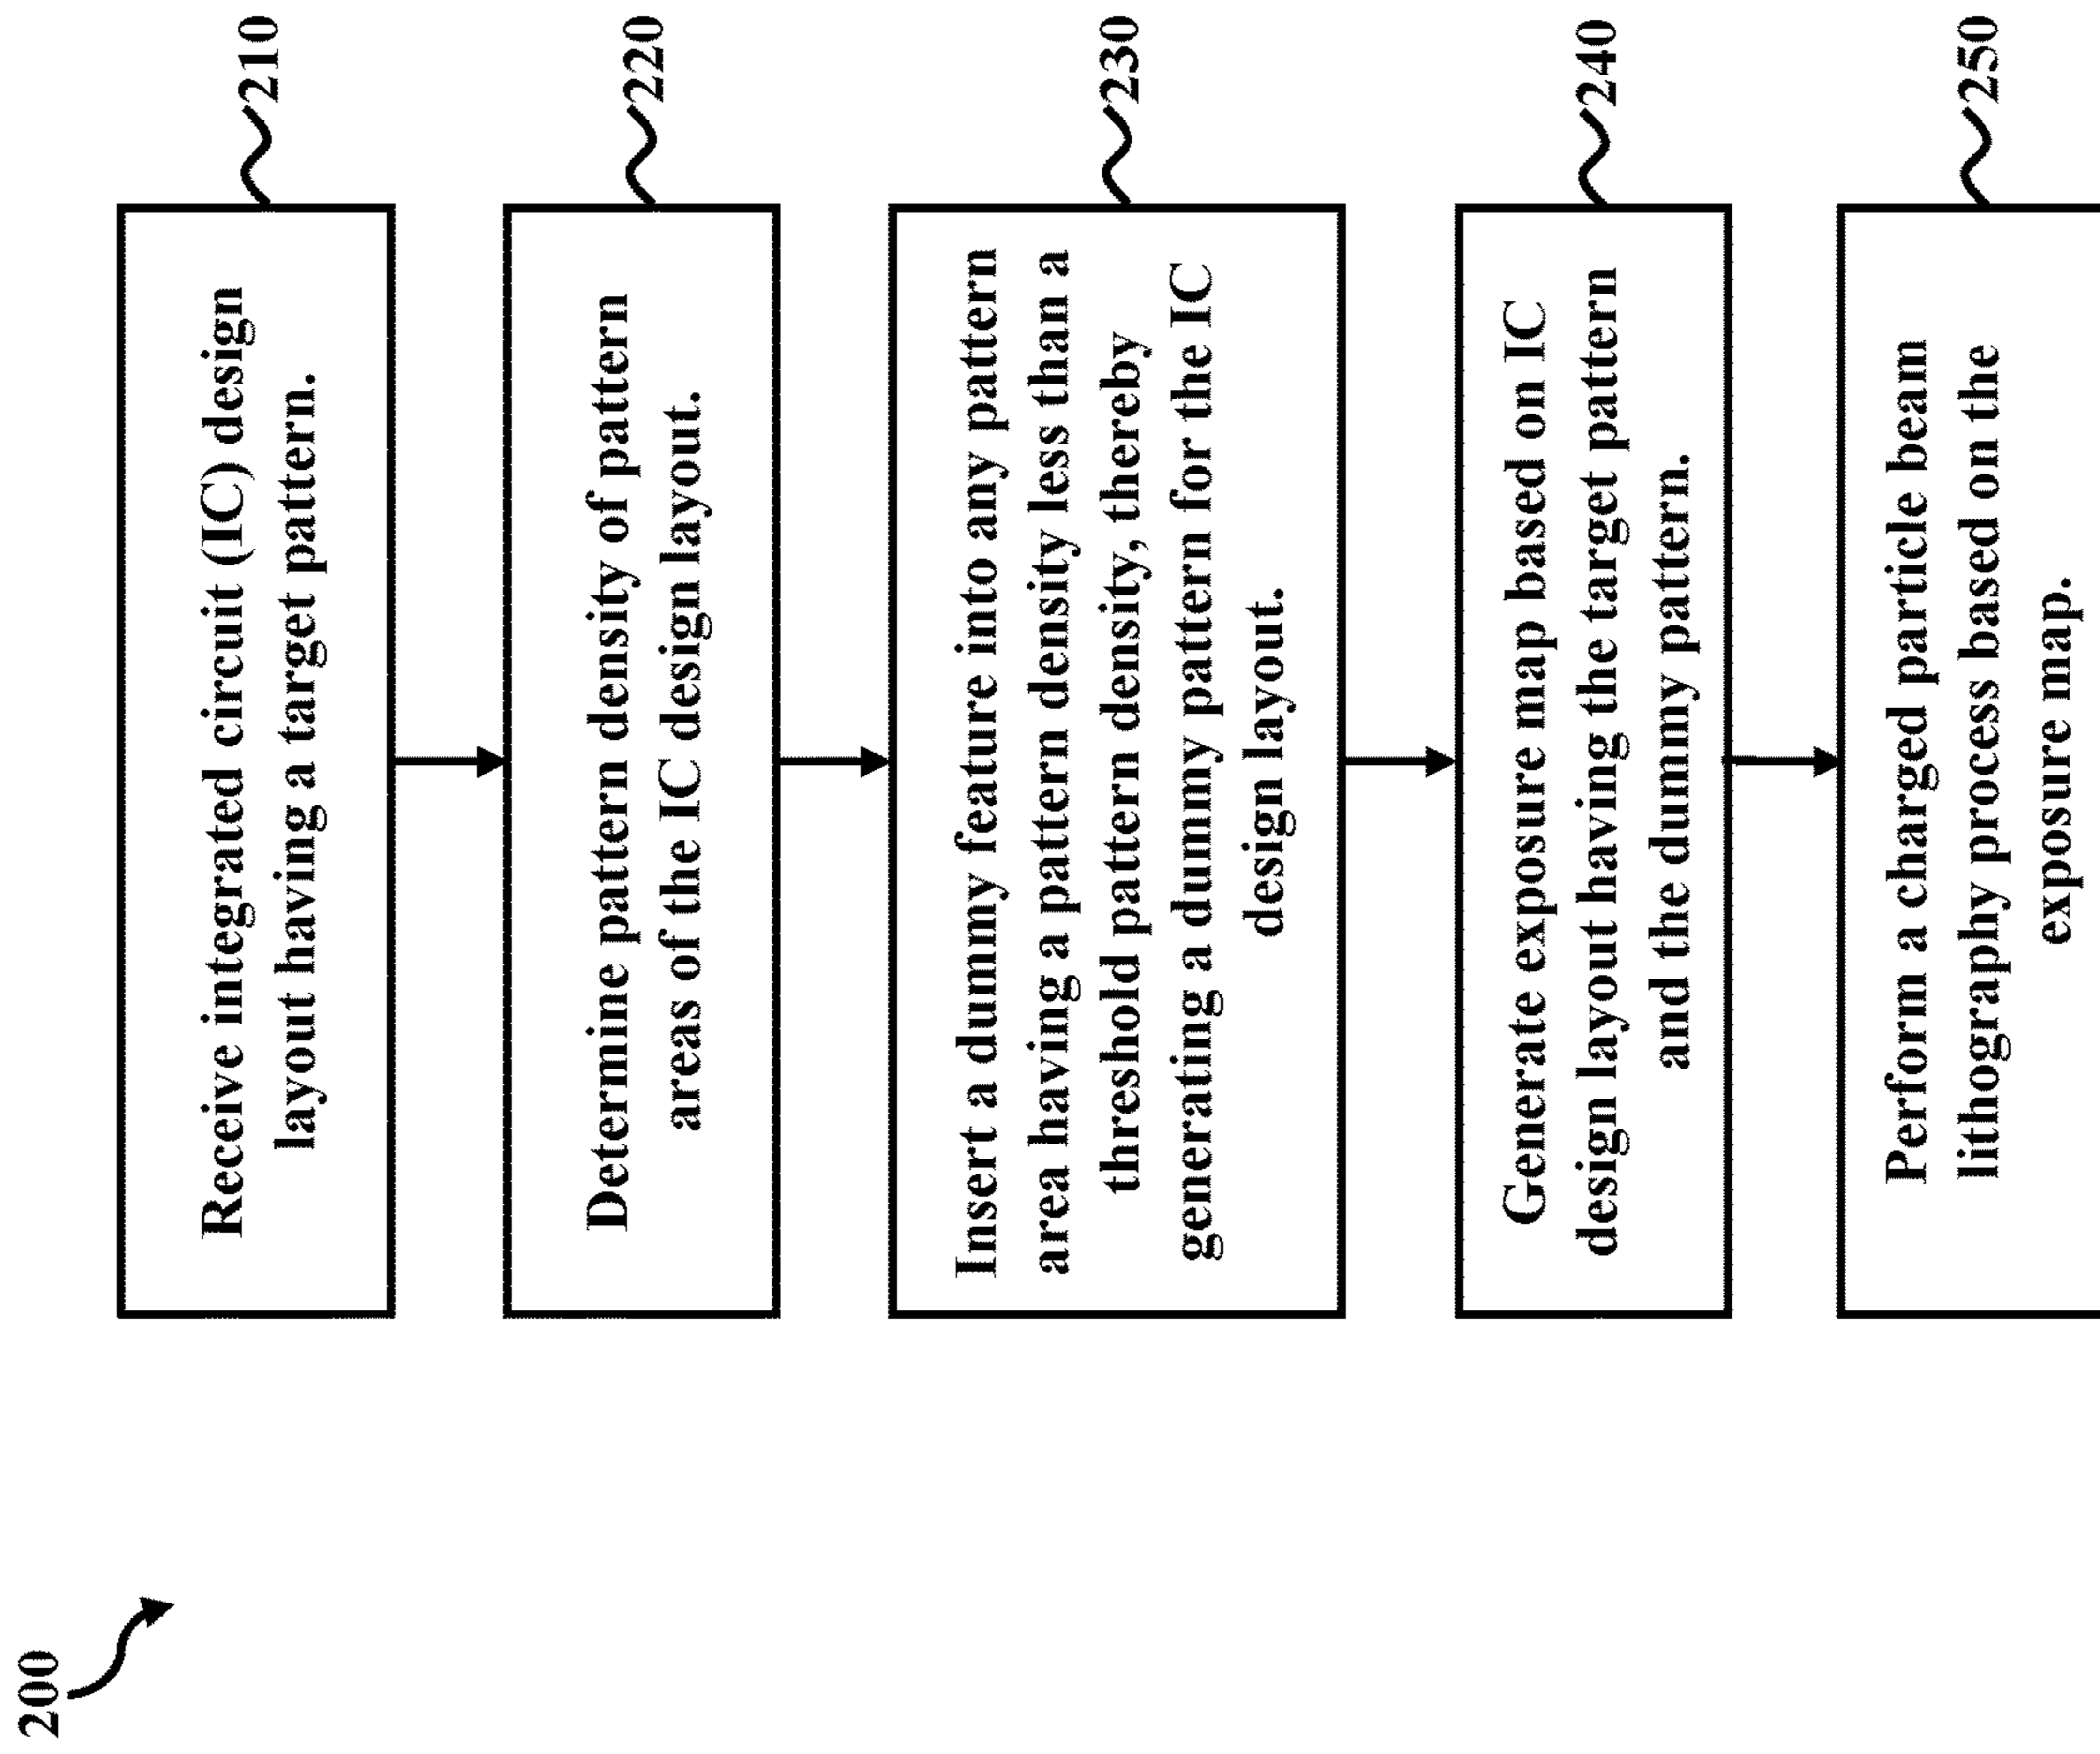 200
Receive integrated circuit (IC) design
layout having a target pattern.
210
Determine pattern density of pattern
areas of the IC design layout.
220
Insert a dummy feature into any pattern
area having a pattern density less than a
threshold pattern density, thereby
generating a dummy pattern for the IC
design layout.
230
Generate exposure map based on IC
design layout having the target pattern
and the dummy pattern.
240
Perform a charged particle beam
lithography process based on the
exposure map.
250